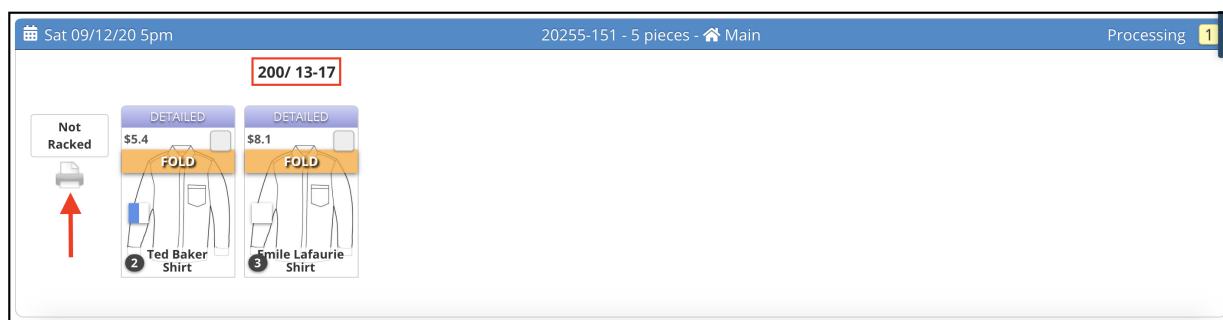 Sat 09/12/20 5pm
20255-151 - 5 pieces - Main
Processing 1
200/ 13-17
Not
Racked
DETAILED
$5.4
FOLD
Ted Baker
2 Shirt
DETAILED
$8.1
FOLD
Emile Lafaurie
3 Shirt